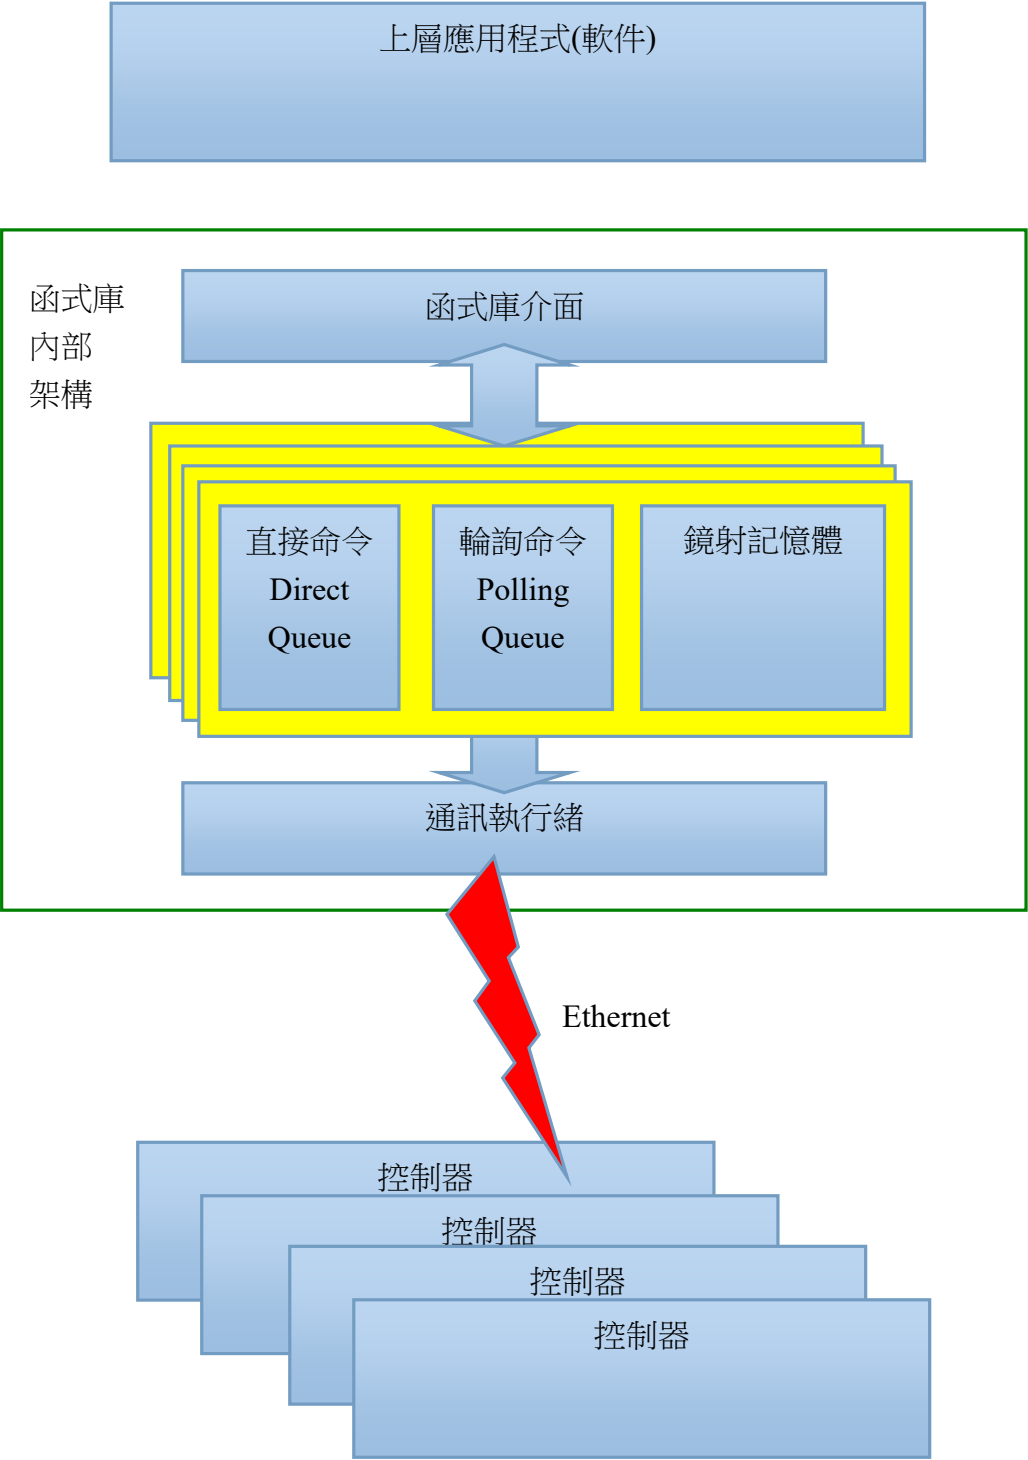 上層應用程式(軟件)
函式庫
內部
架構
函式庫介面
直接命令
Direct
Queue
輪詢命令
Polling
Queue
鏡射記憶體
通訊執行緒
Ethernet
控制器
控制器
控制器
控制器